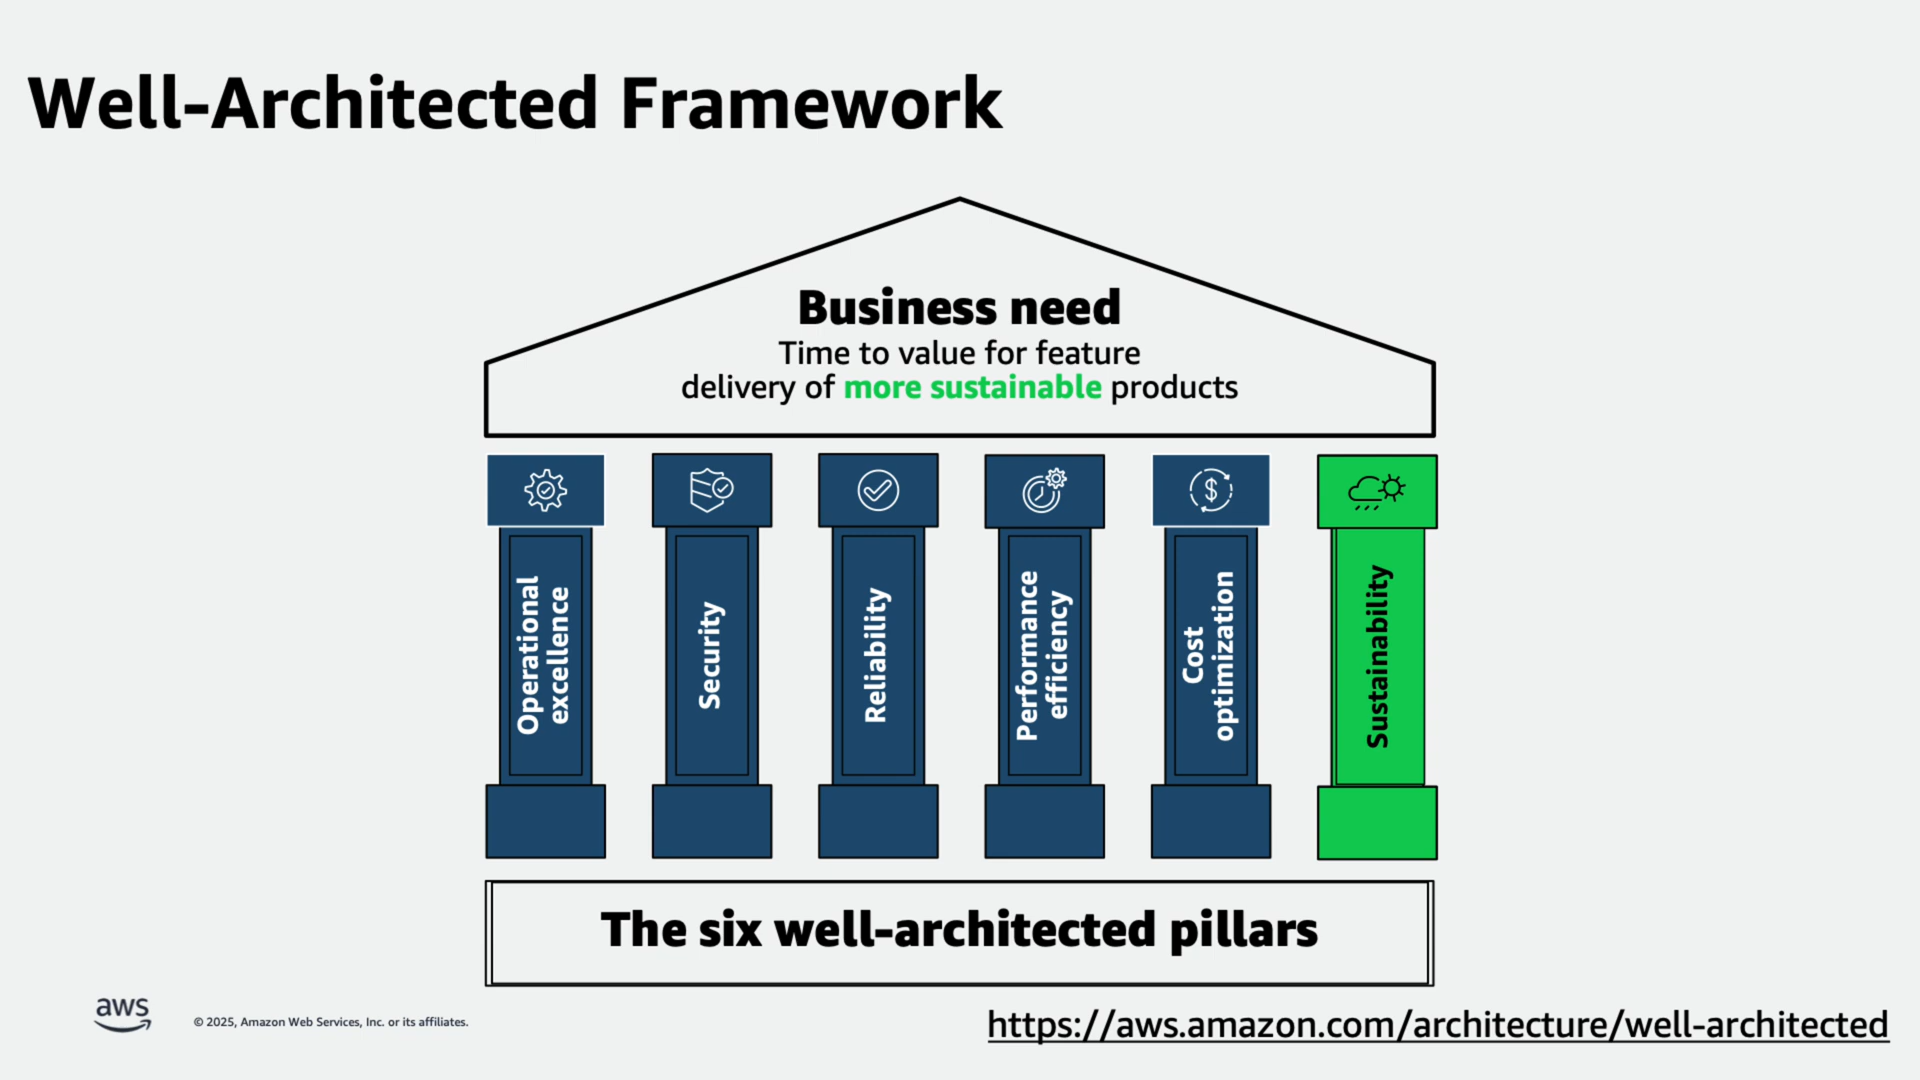 Well-Architected Framework
Business need
Time to value for feature
delivery of more sustainable products
Operational
excellence
Security
Reliability
Performance
efficiency
$
Cost
optimization
Sustainability
The six well-architected pillars
aws
© 2025, Amazon Web Services, Inc. or its affiliates.
https://aws.amazon.com/architecture/well-architected